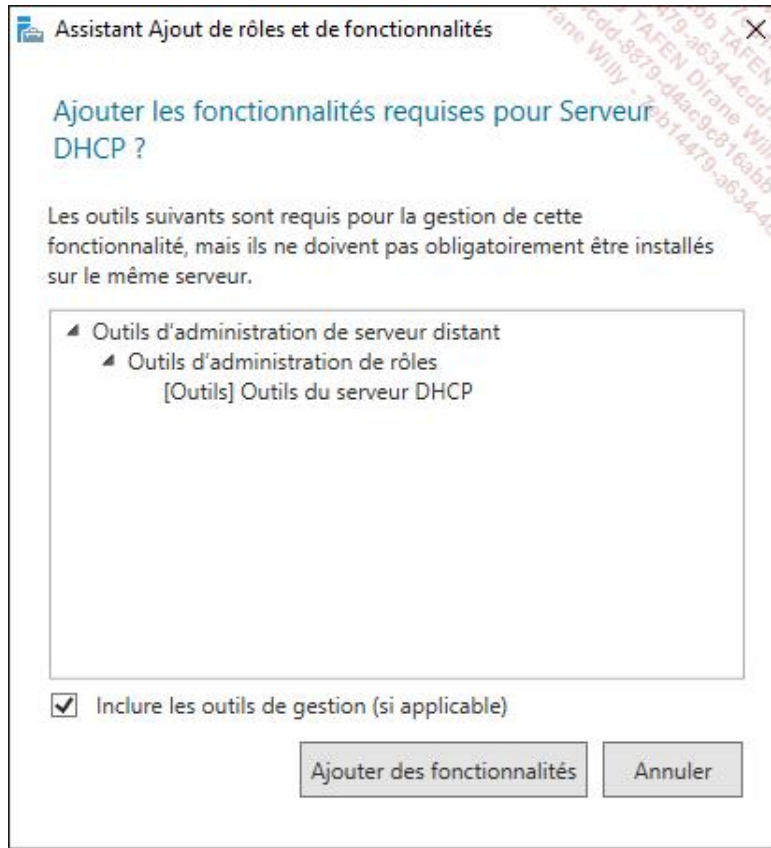 Assistant Ajout de rôles et de fonctionnalités
Ajouter les fonctionnalités requises pour Serveur
DHCP ?
Les outils suivants sont requis pour la gestion de cette
fonctionnalité, mais ils ne doivent pas obligatoirement être installés
sur le même serveur.
Outils d'administration de serveur distant
Outils d'administration de rôles
[Outils] Outils du serveur DHCP
Inclure les outils de gestion (si applicable)
Ajouter des fonctionnalités
Annuler